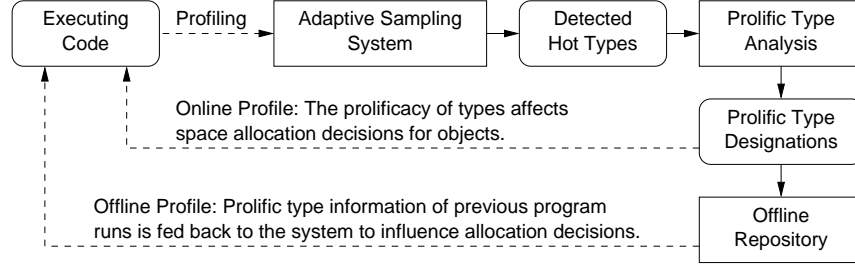 Executing
Code
Profiling
Adaptive Sampling
System
Detected
Hot Types
Prolific Type
Analysis
Online Profile: The prolificacy of types affects
space allocation decisions for objects.
Prolific Type
Designations
Offline Profile: Prolific type information of previous program
runs is fed back to the system to influence allocation decisions.
Offline
Repository